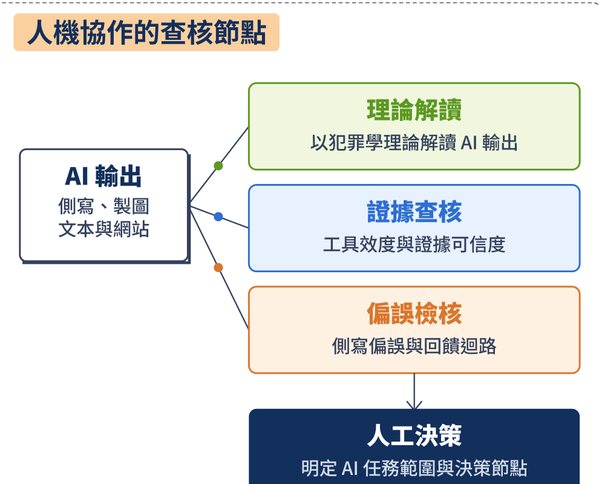 人機協作的查核節點
理論解讀
以犯罪學理論解讀 AI 輸出
AI 輸出
側寫、製圖
文本與網站
證據查核
工具效度與證據可信度
偏誤檢核
側寫偏誤與回饋迴路
人工決策
明定 AI 任務範圍與決策節點